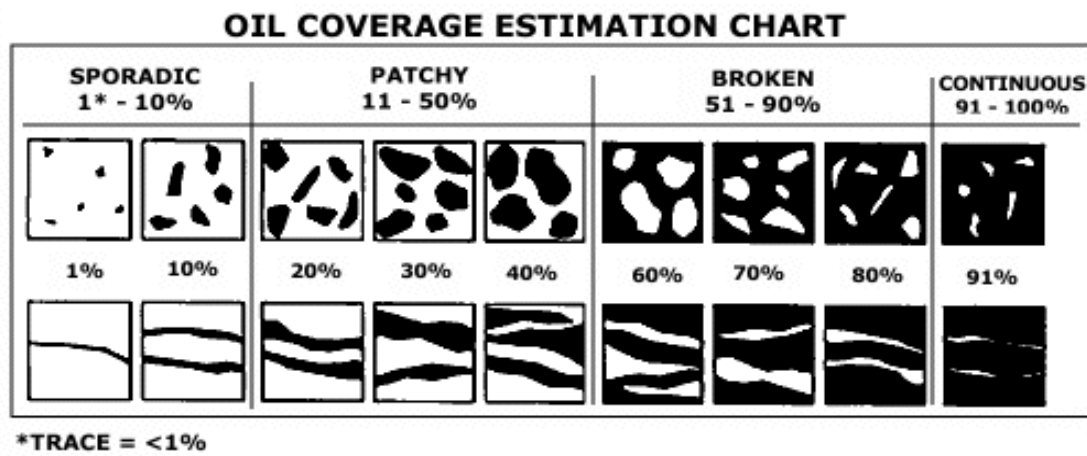 OIL COVERAGE ESTIMATION CHART
SPORADIC
1* - 10%
PATCHY
11 - 50%
BROKEN
51 - 90%
CONTINUOUS
91 - 100%
1%
10%
20%
30%
40%
60%
70%
80%
91%
*TRACE = <1%